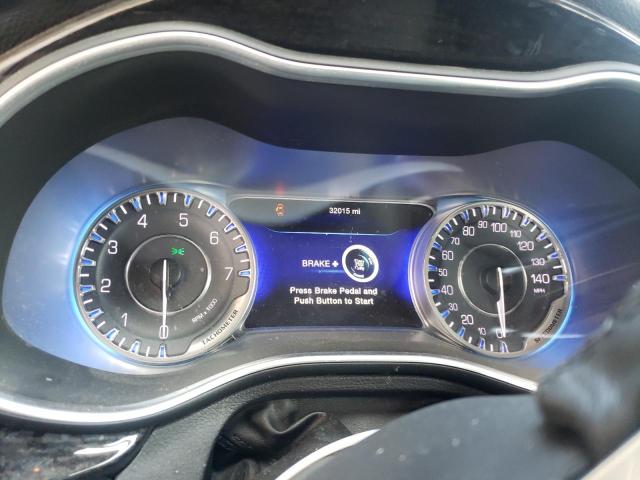 32015 mi
BRAKE +
Press Brake Pedal and
Push Button to Start
0 1 2 3 4 5 6 7
RPM x 1000
TACHOMETER
0 10 20 30 40 50 60 70 80 90 100 110 120 130 140
MPH